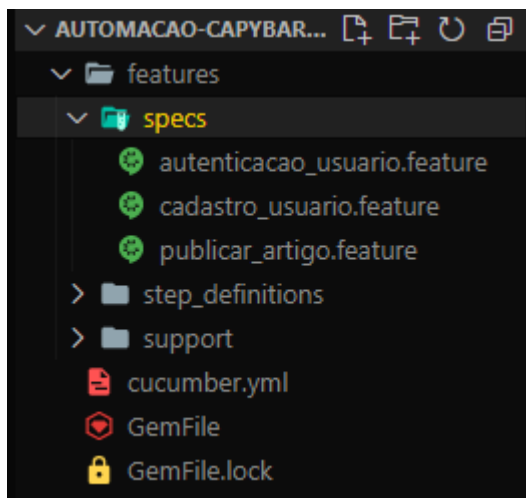 AUTOMACAO-CAPYBAR...
features
specs
autenticacao_usuario.feature
cadastro_usuario.feature
publicar_artigo.feature
step_definitions
support
cucumber.yml
GemFile
GemFile.lock